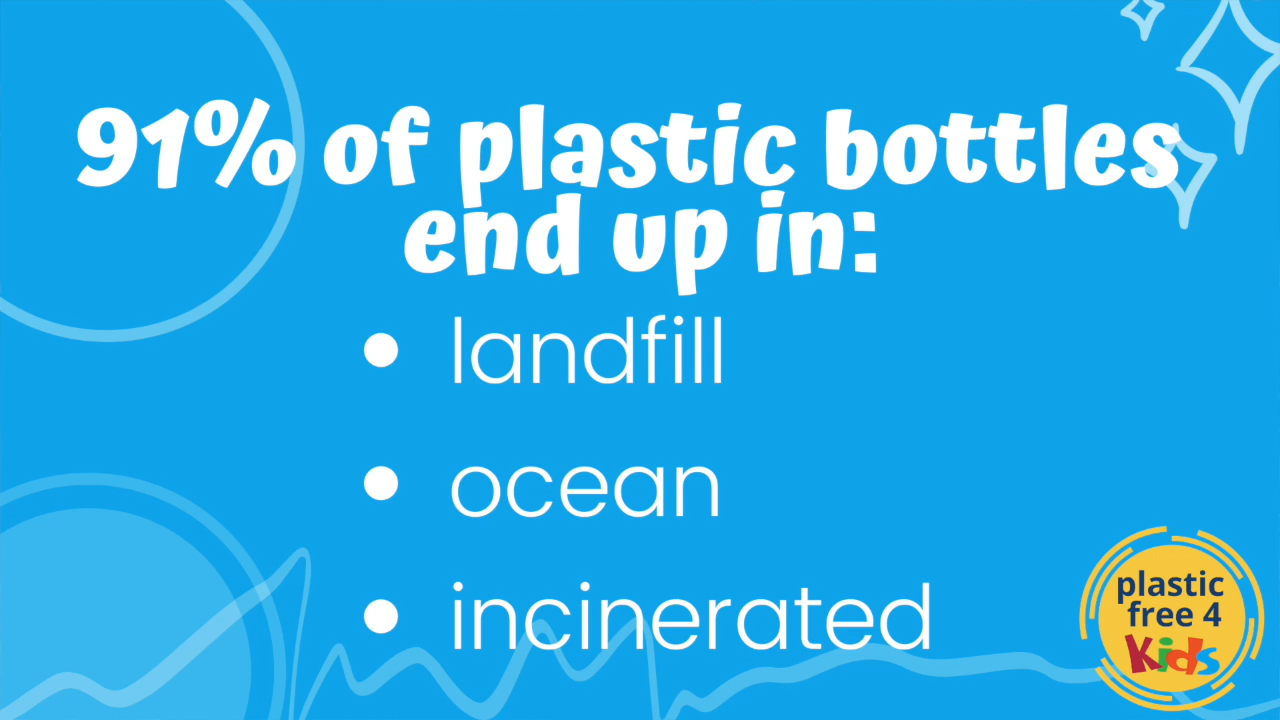 91% of plastic bottles
end up in:
• landfill
• ocean
• incinerated
plastic
free 4
Kids